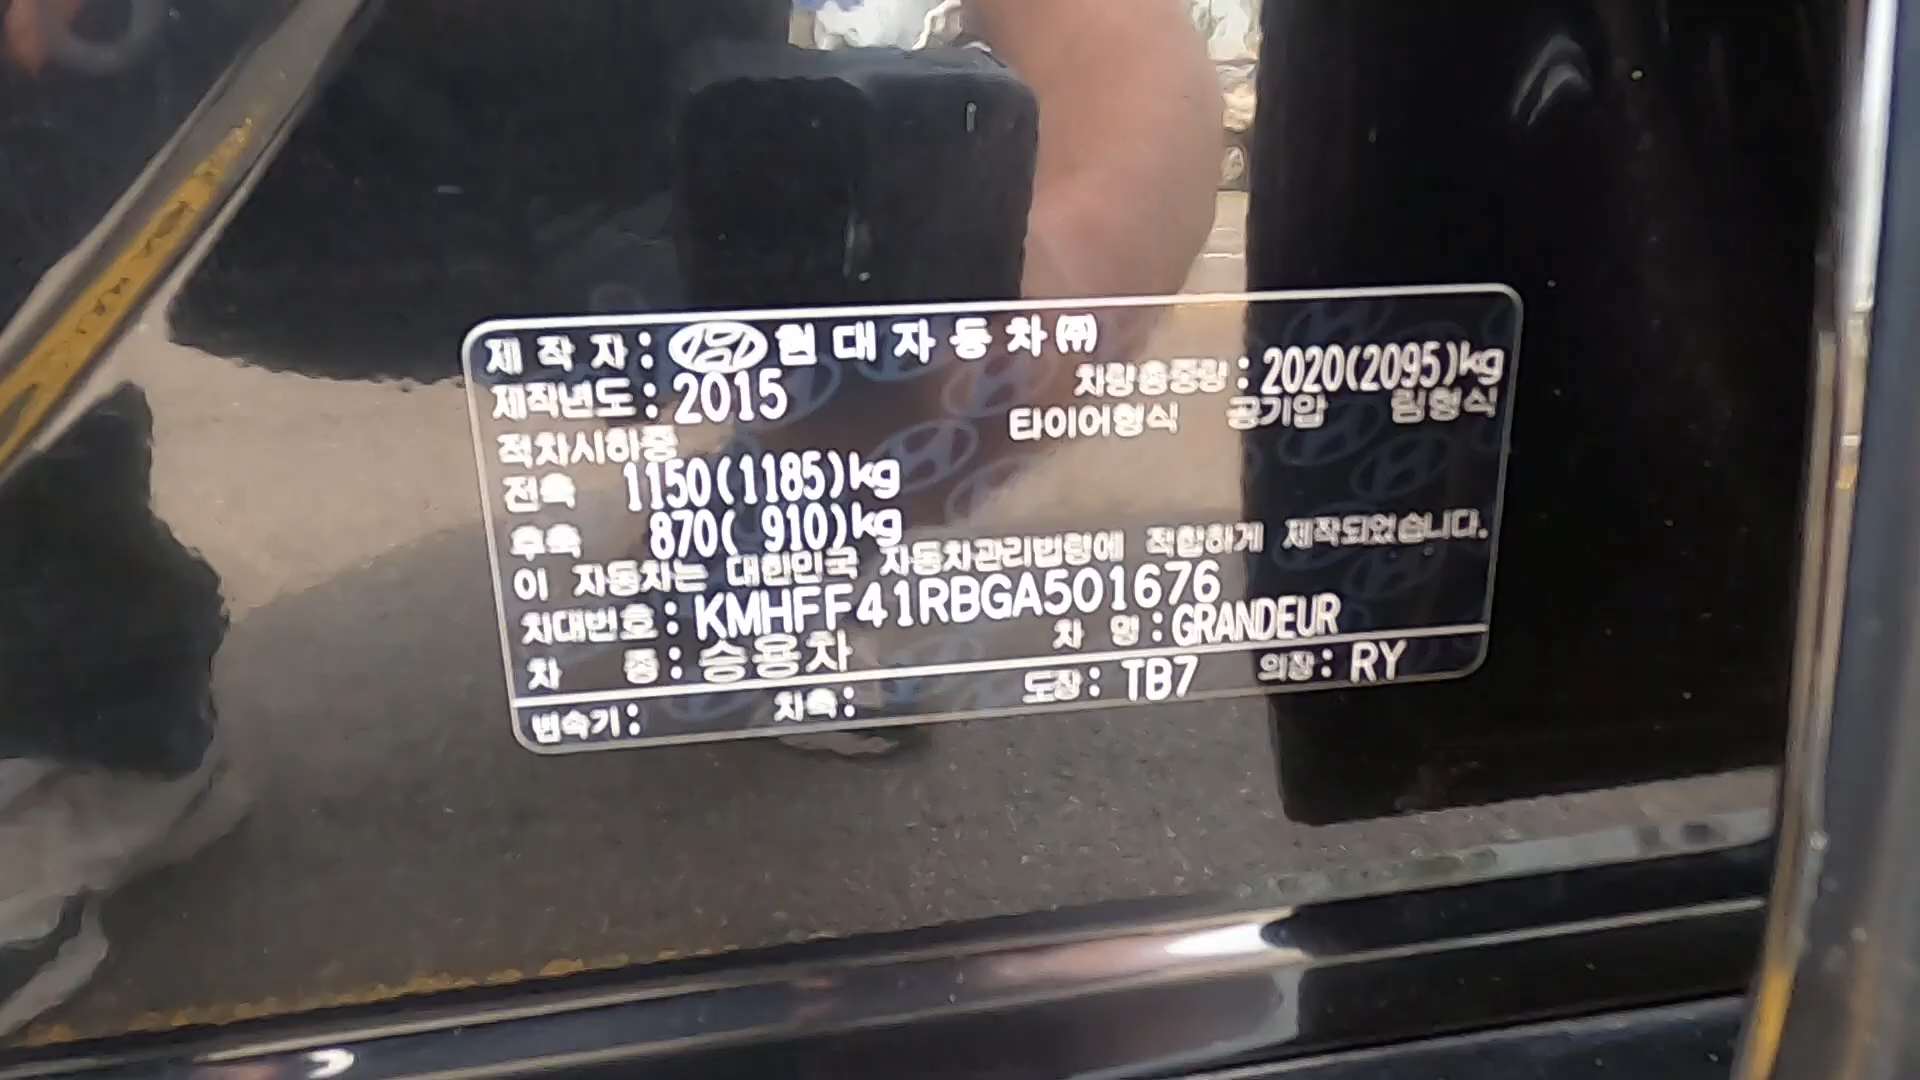 제 작 자 : 현 대 자 동 차 ㈜
제작년도 : 2015 차량총중량 : 2020(2095)kg
적차시하중 타이어형식 공기압 림형식
전축 1150(1185)kg
후축 870( 910)kg
이 자동차는 대한민국 자동차관리법령에 적합하게 제작되었습니다.
차대번호 : KMHFF41RBGA501676
차 종 : 승용차 차 명 : GRANDEUR
변속기 : 차축 : 도장 : TB7 의장 : RY